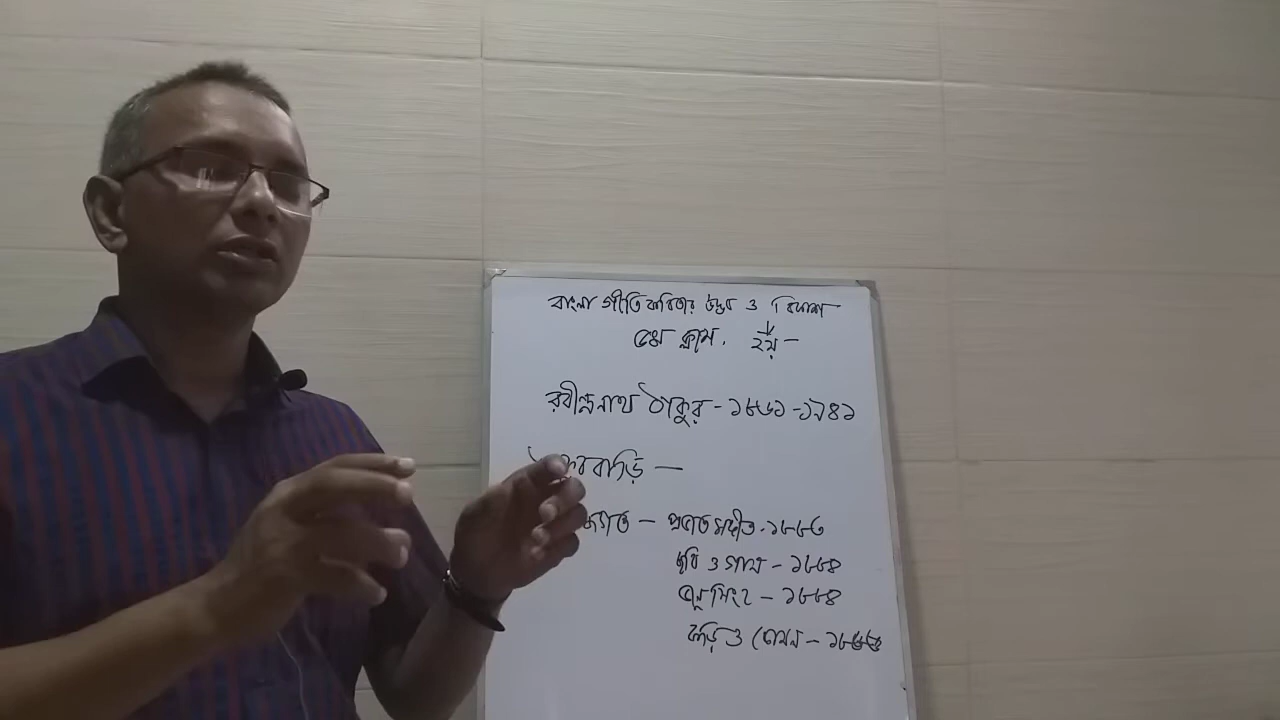 বাংলা গীতি কবিতার উদ্ভব ও বিকাশ
৫ম ক্লাস. ২য় —
রবীন্দ্রনাথ ঠাকুর - ১৮৬১ - ১৯৪১
বাড়ি —
— প্রভাত সঙ্গীত - ১৮৮৩
ছবি ও গান - ১৮৮৪
ভানুসিংহ - ১৮৮৪
কড়ি ও কোমল - ১৮৮৬